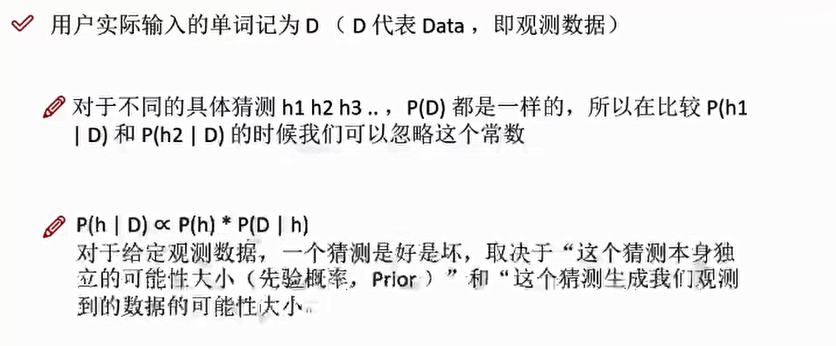 用户实际输入的单词记为 D （ D 代表 Data ，即观测数据）
对于不同的具体猜测 h1 h2 h3 .. ，P(D) 都是一样的，所以在比较 P(h1
| D) 和 P(h2 | D) 的时候我们可以忽略这个常数
P(h | D) ∝ P(h) * P(D | h)
对于给定观测数据，一个猜测是好是坏，取决于“这个猜测本身独
立的可能性大小（先验概率，Prior ）”和“这个猜测生成我们观测
到的数据的可能性大小。